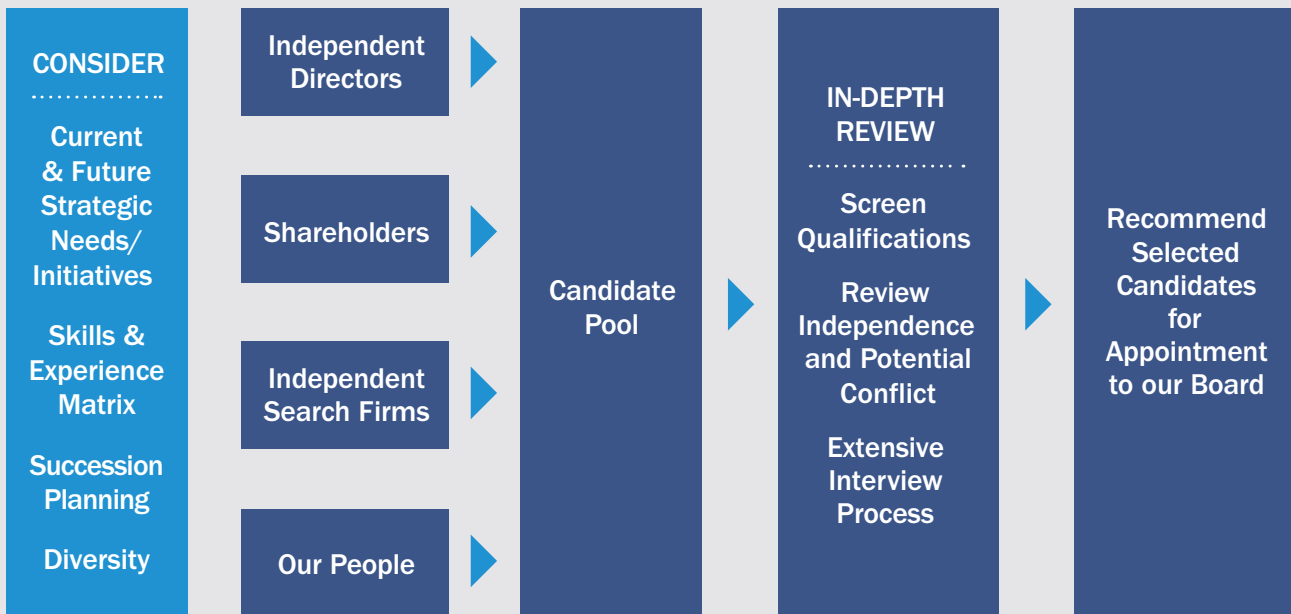 CONSIDER
Current
& Future
Strategic
Needs/
Initiatives
Skills &
Experience
Matrix
Succession
Planning
Diversity
Independent
Directors
Shareholders
Independent
Search Firms
Our People
Candidate
Pool
IN-DEPTH
REVIEW
Screen
Qualifications
Review
Independence
and Potential
Conflict
Extensive
Interview
Process
Recommend
Selected
Candidates
for
Appointment
to our Board